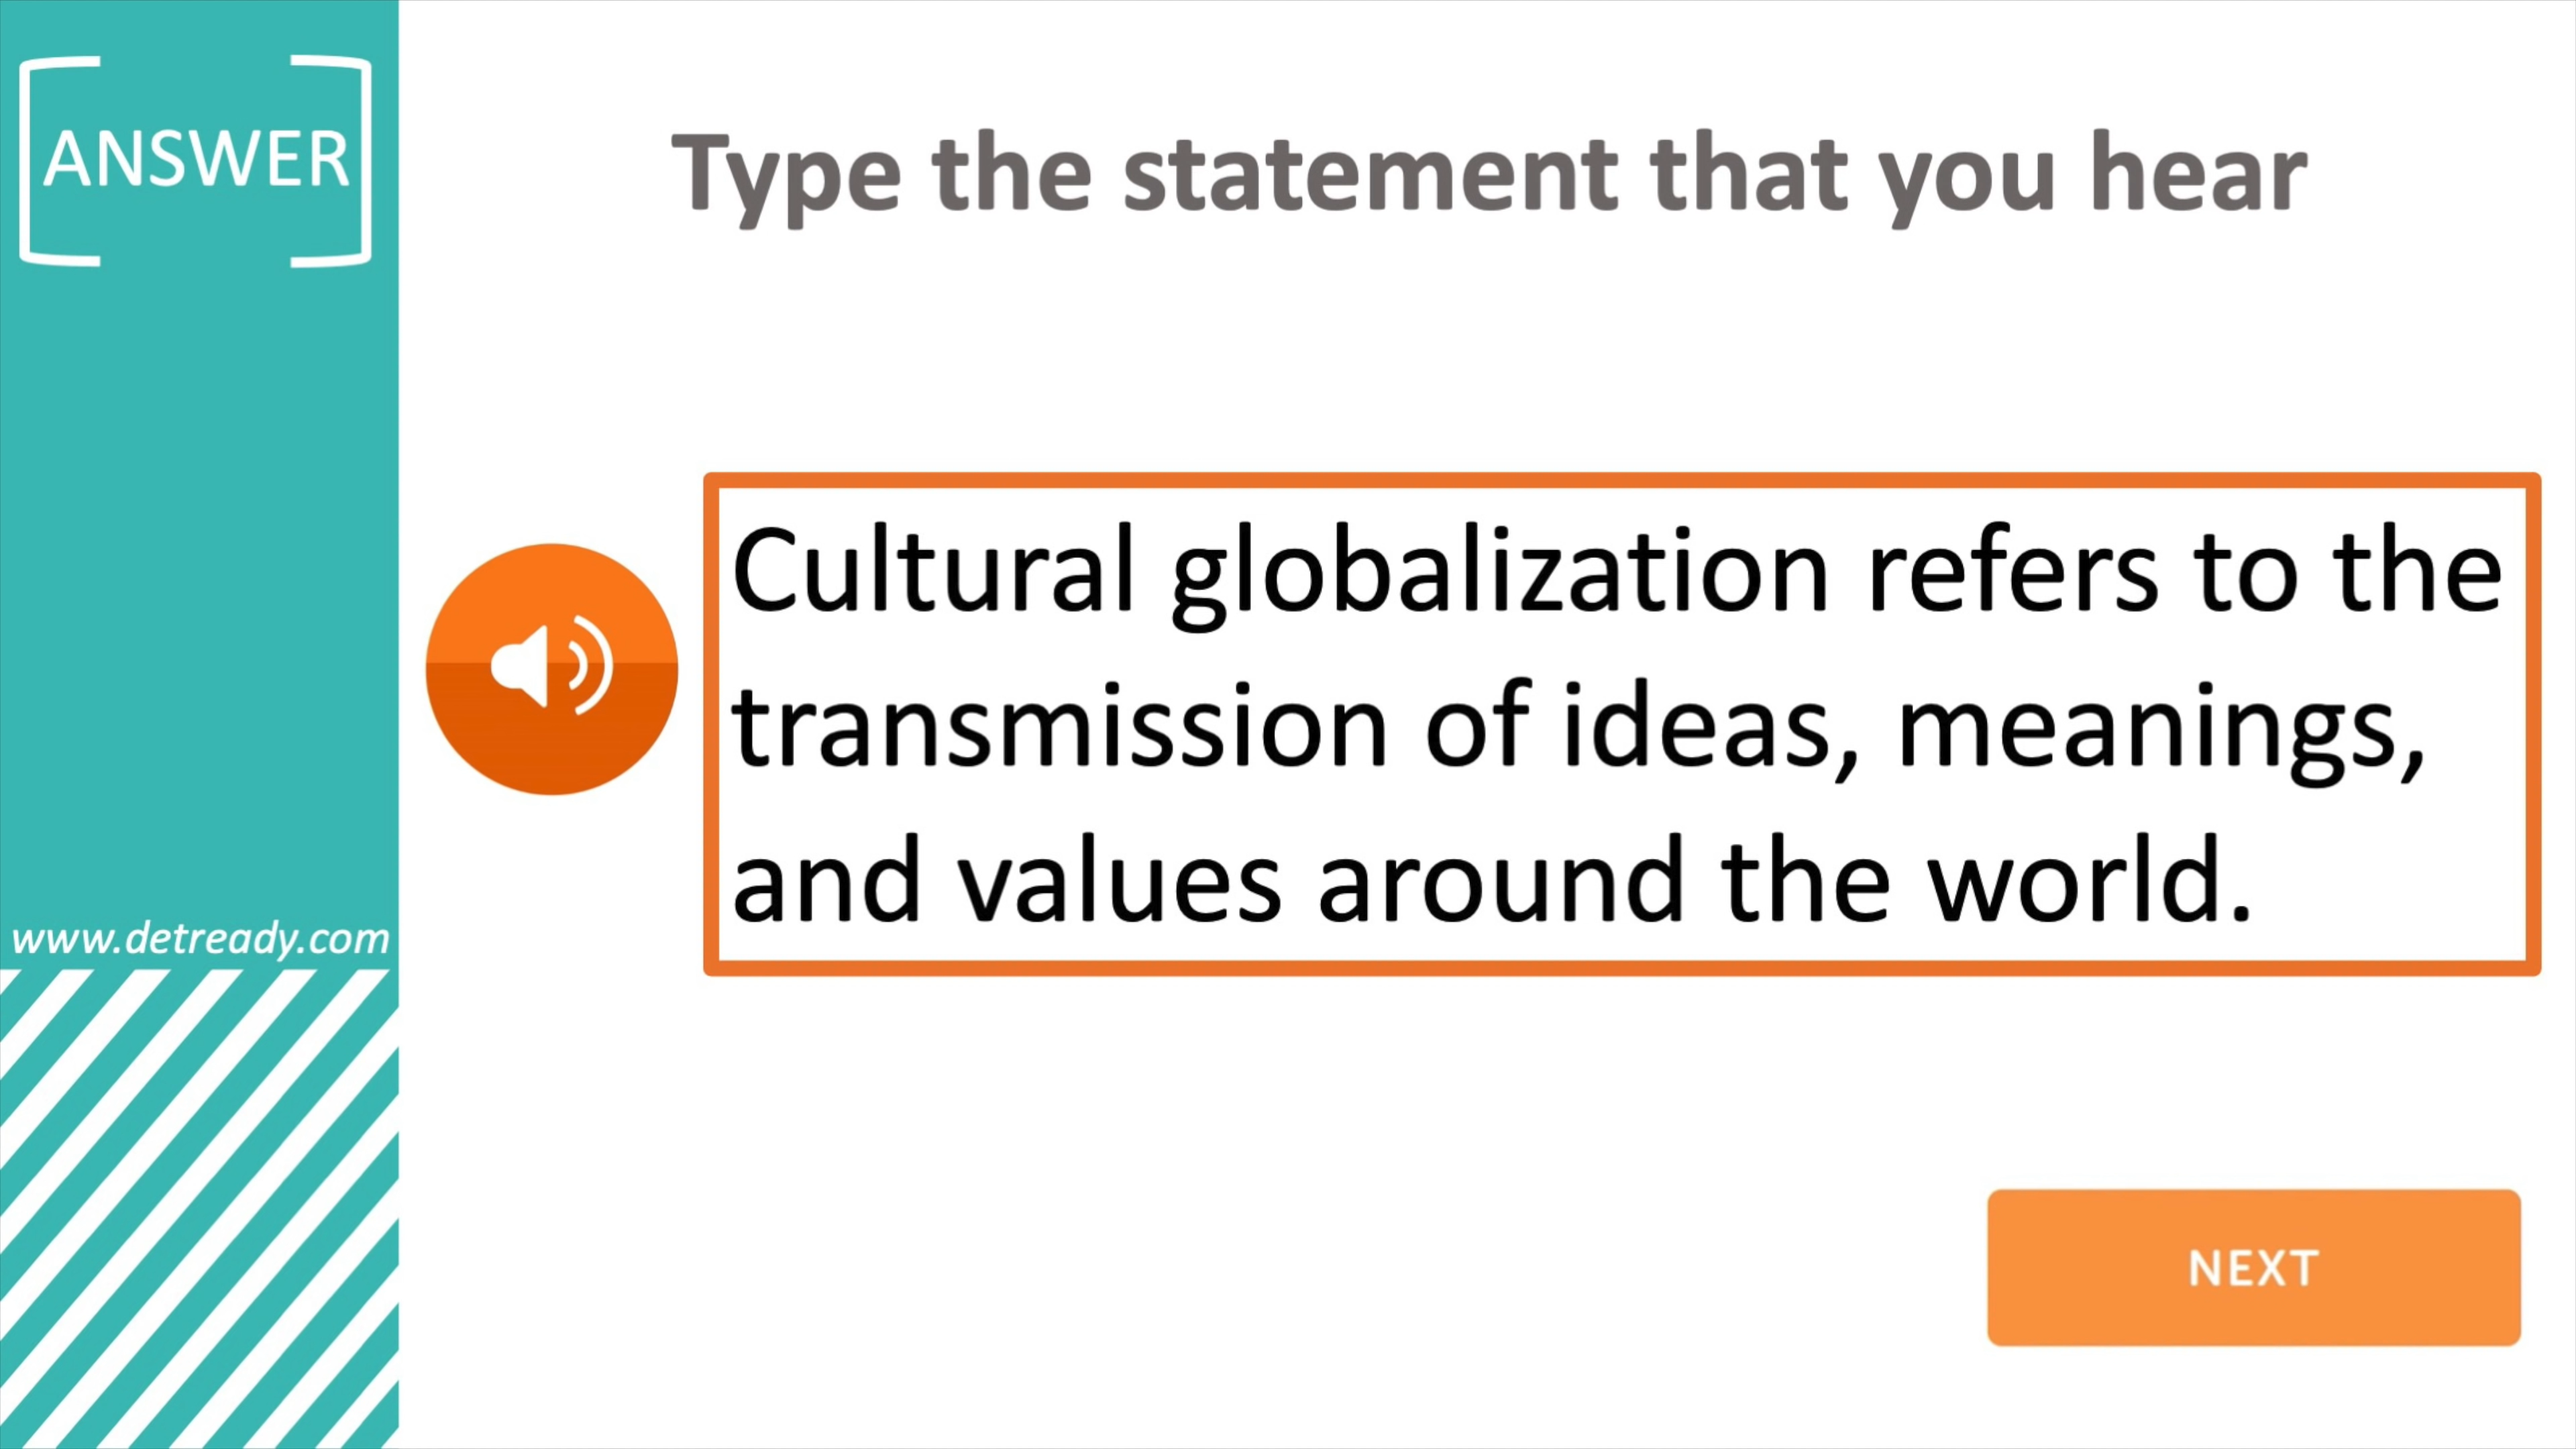 ANSWER
Type the statement that you hear
Cultural globalization refers to the
transmission of ideas, meanings,
and values around the world.
www.detready.com
NEXT